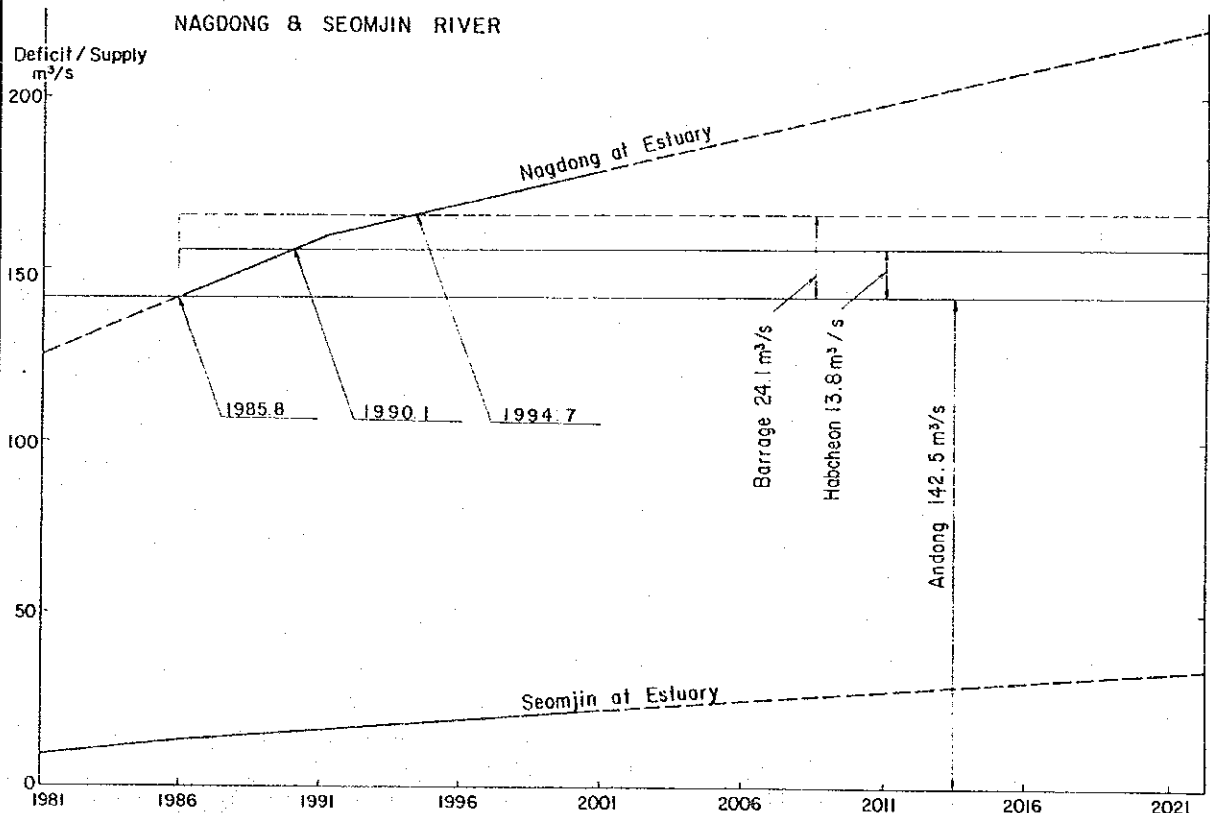 NAGDONG & SEOMJIN RIVER
Deficit / Supply
m³/s
200
Nagdong at Estuary
150
Barrage 24.1 m³/s
Habcheon 13.8 m³/s
Andong 142.5 m³/s
1985.8
1990.1
1994.7
100
50
Seomjin at Estuary
0
1981
1986
1991
1996
2001
2006
2011
2016
2021